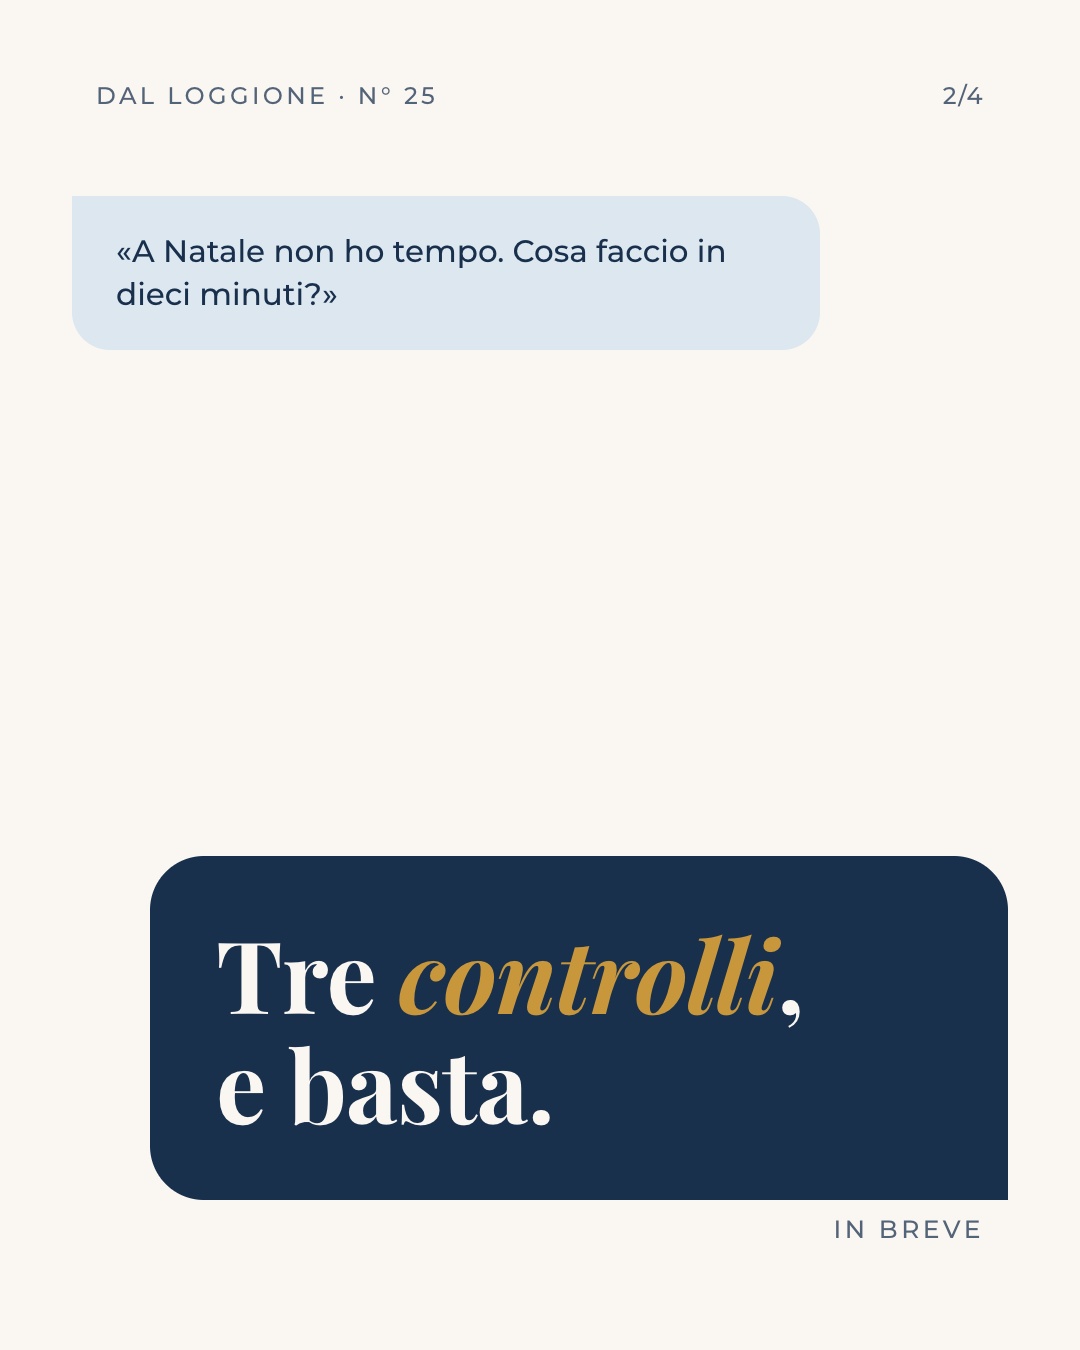 DAL LOGGIONE · N° 25
2/4
«A Natale non ho tempo. Cosa faccio in
dieci minuti?»
Tre controlli,
e basta.
IN BREVE